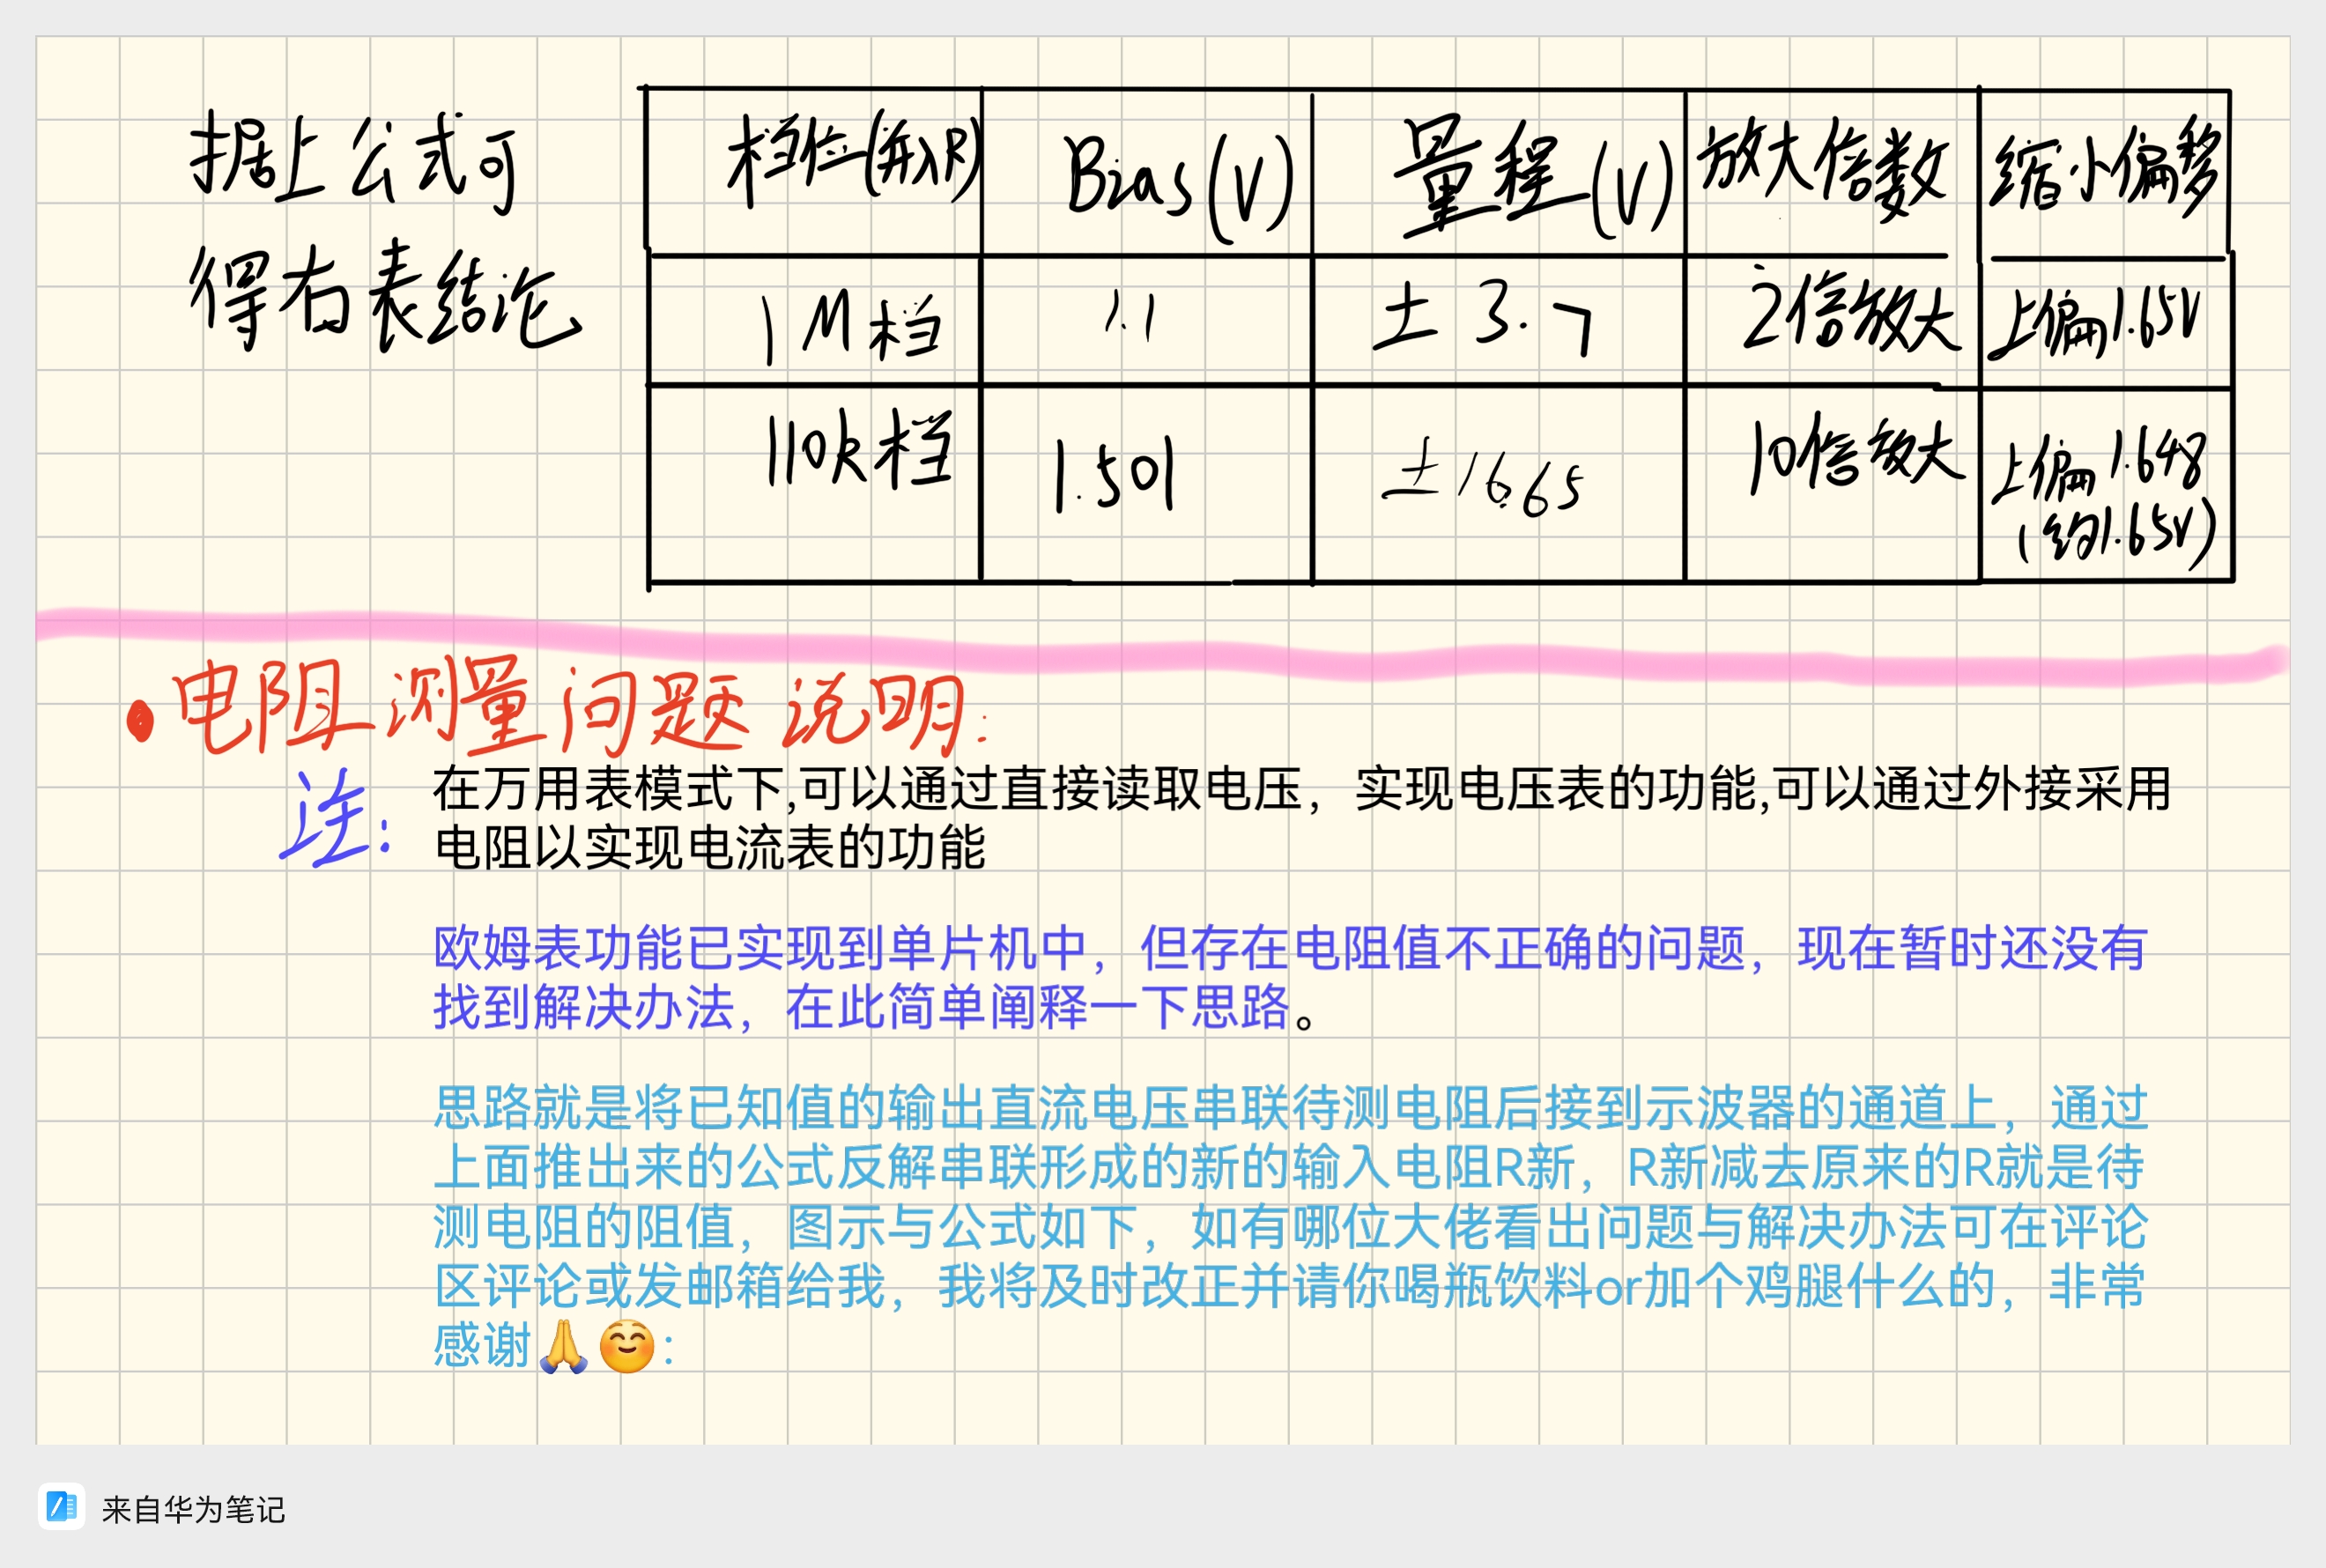 据上公式可
得右表结论
档位(输入R) Bias(V) 量程(V) 放大倍数 缩小偏移
1M档 1.1 ±3.7 2倍放大 上偏1.65V
110k档 1.501 ±16.65 10倍放大 上偏1.648
(约1.65V)
电阻测量问题说明:
注:
在万用表模式下,可以通过直接读取电压，实现电压表的功能,可以通过外接采用
电阻以实现电流表的功能
欧姆表功能已实现到单片机中，但存在电阻值不正确的问题，现在暂时还没有
找到解决办法，在此简单阐释一下思路。
思路就是将已知值的输出直流电压串联待测电阻后接到示波器的通道上，通过
上面推出来的公式反解串联形成的新的输入电阻R新，R新减去原来的R就是待
测电阻的阻值，图示与公式如下，如有哪位大佬看出问题与解决办法可在评论
区评论或发邮箱给我，我将及时改正并请你喝瓶饮料or加个鸡腿什么的，非常
感谢🙏☺️：
来自华为笔记